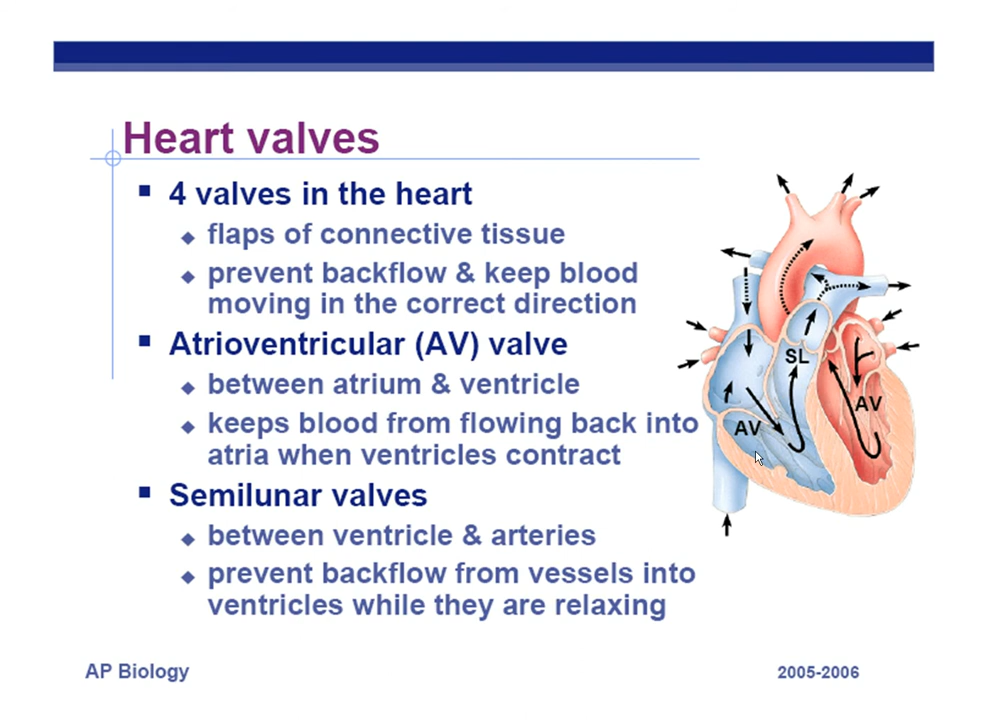 Heart valves
4 valves in the heart
flaps of connective tissue
prevent backflow & keep blood
moving in the correct direction
Atrioventricular (AV) valve
between atrium & ventricle
keeps blood from flowing back into
atria when ventricles contract
Semilunar valves
between ventricle & arteries
prevent backflow from vessels into
ventricles while they are relaxing
SL
AV
AV
AP Biology
2005-2006